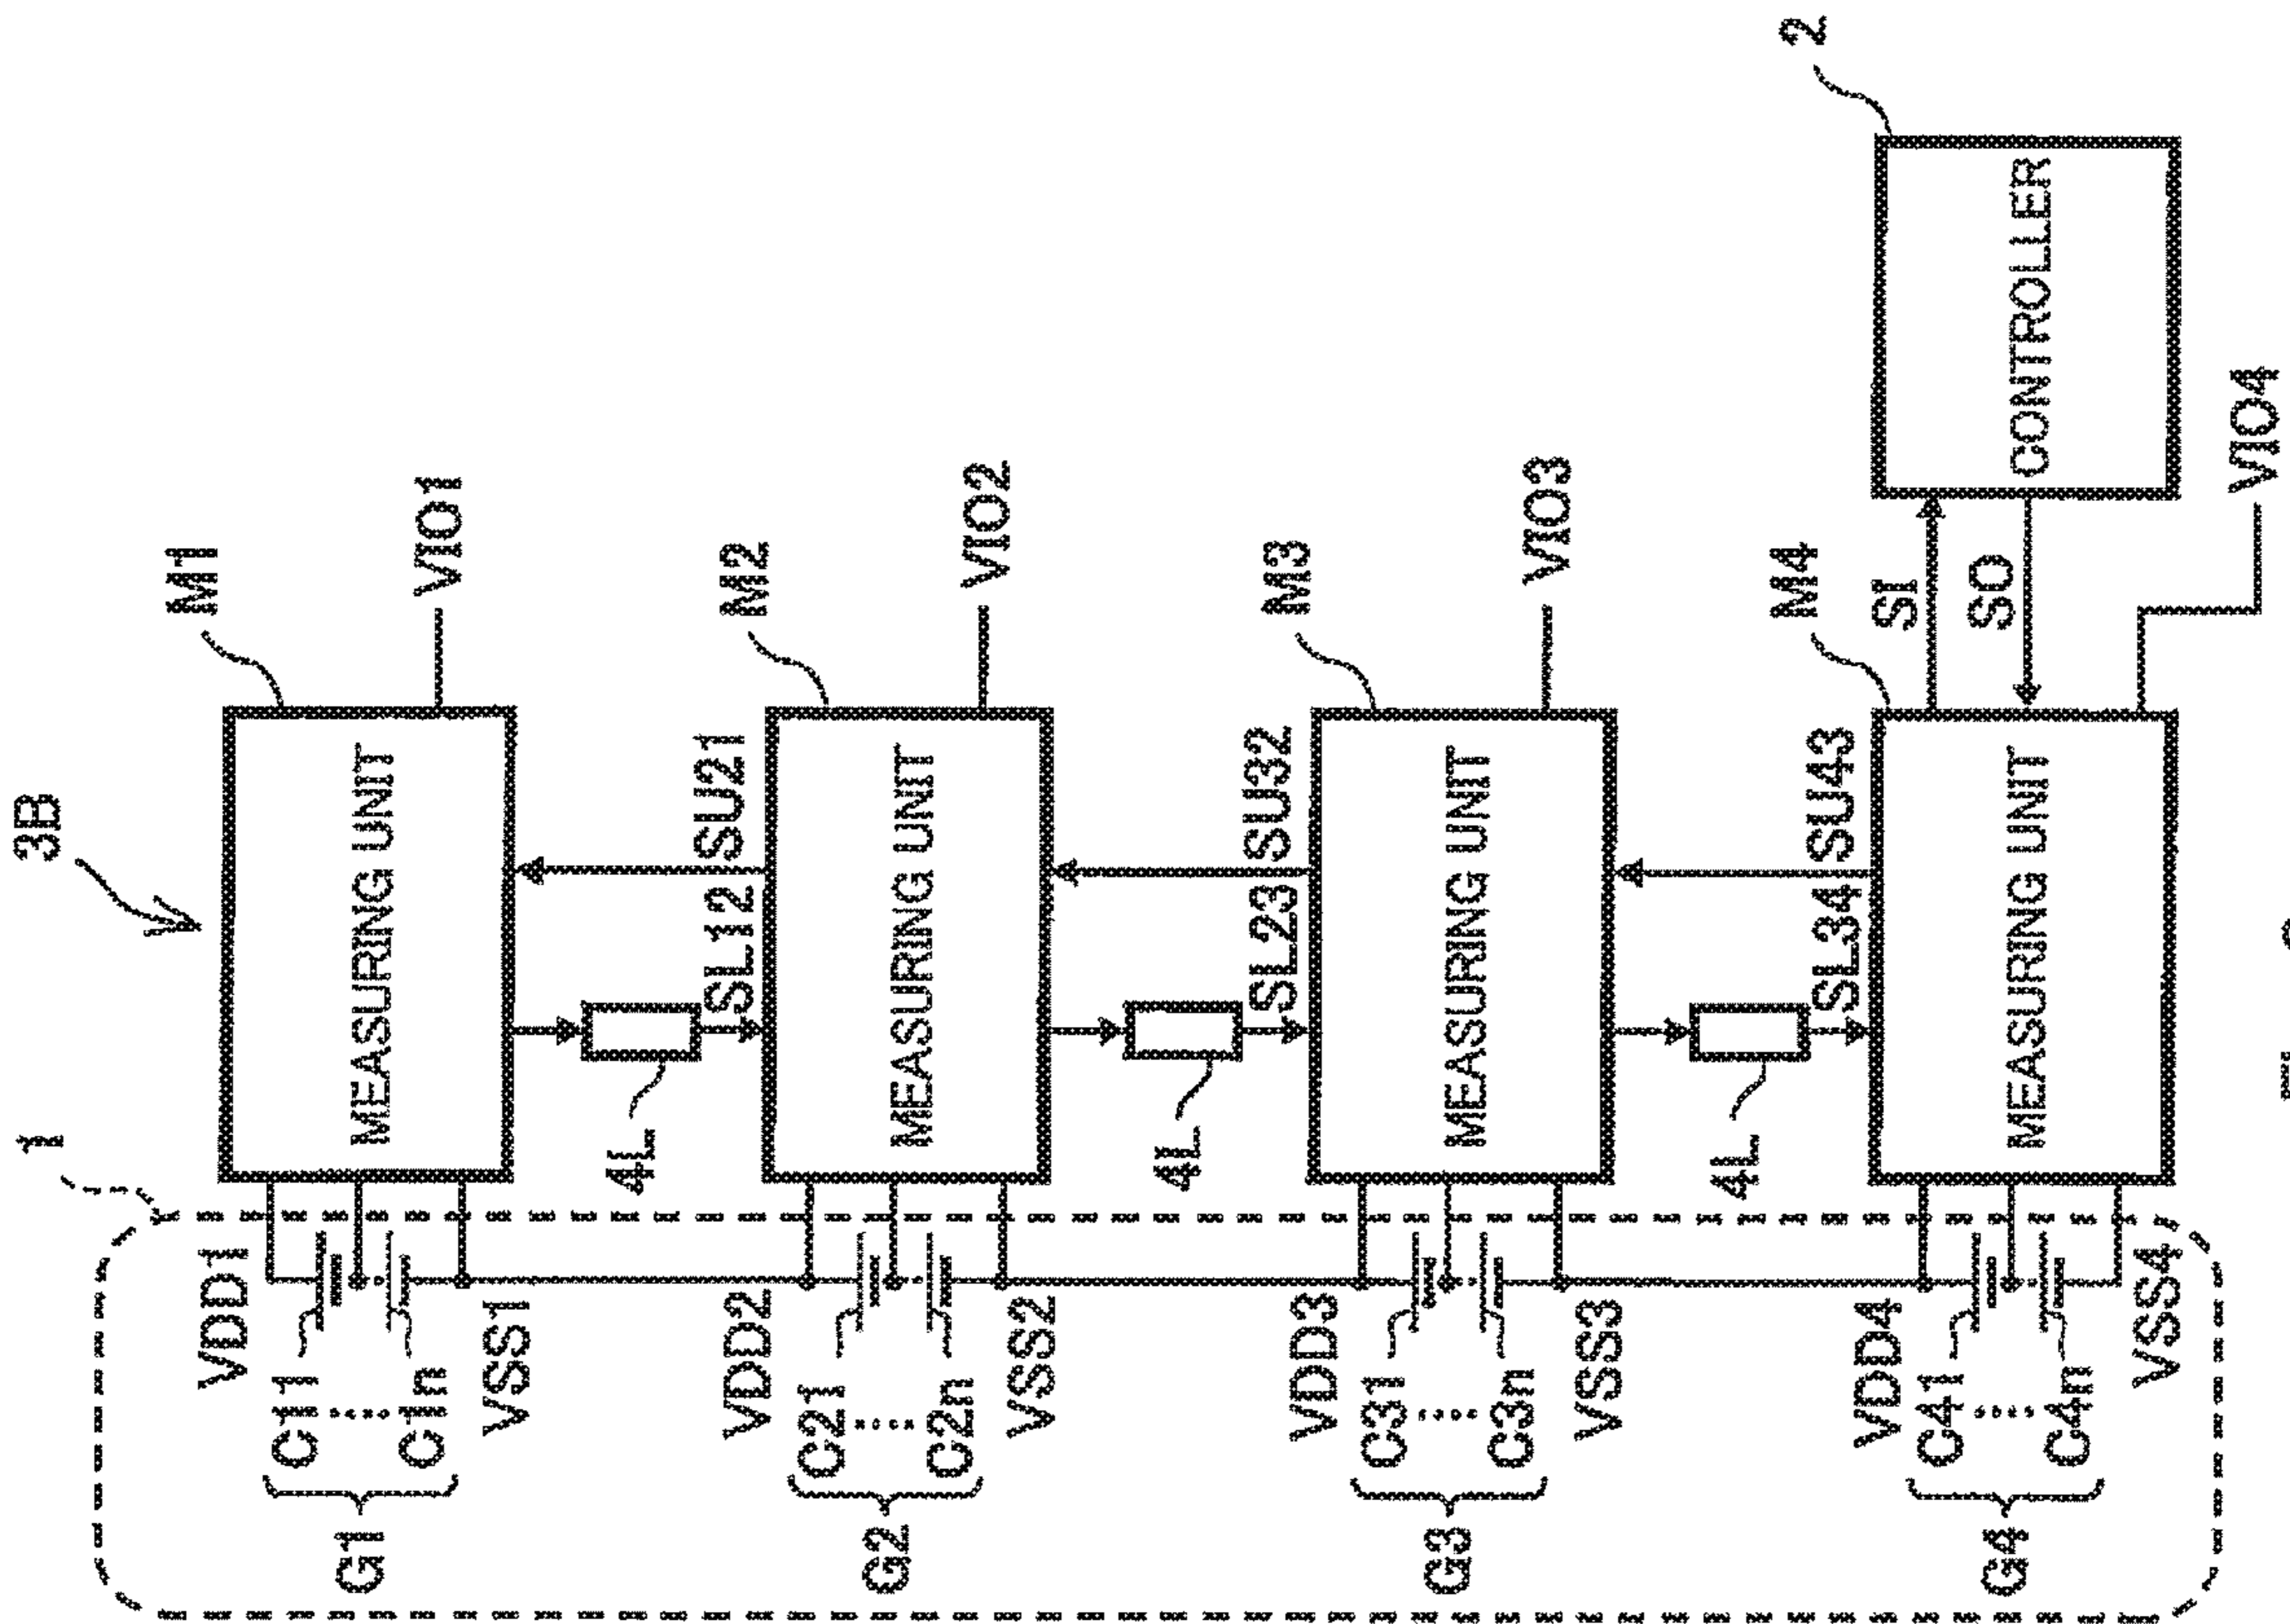 3B
1
M1
VIO1
MEASURING UNIT
VDD1
C11
C1n
G1
VSS1
4L
SL12
SU21
M2
VIO2
MEASURING UNIT
VDD2
C21
C2n
G2
VSS2
4L
SL23
SU32
M3
VIO3
MEASURING UNIT
VDD3
C31
C3n
G3
VSS3
4L
SL34
SU43
M4
MEASURING UNIT
VDD4
C41
C4n
G4
VSS4
SI
SO
VIO4
CONTROLLER
2